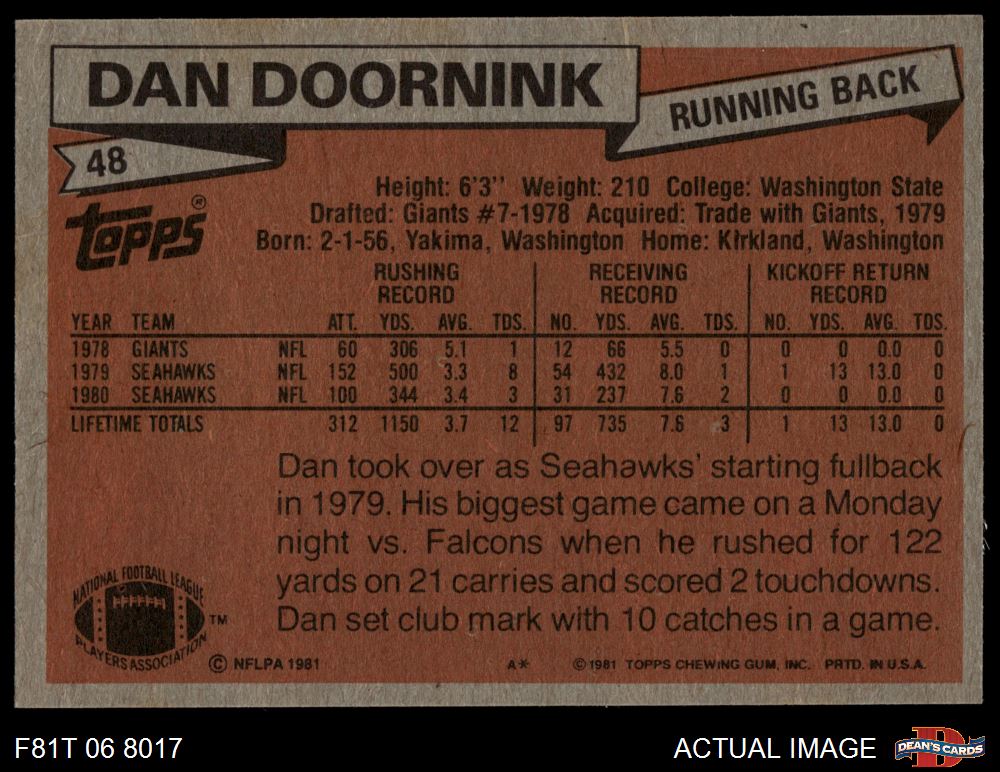 DAN DOORNINK
RUNNING BACK
48
Topps®
Height: 6'3'' Weight: 210 College: Washington State
Drafted: Giants #7-1978 Acquired: Trade with Giants, 1979
Born: 2-1-56, Yakima, Washington Home: Kirkland, Washington
RUSHING RECORD RECEIVING RECORD KICKOFF RETURN RECORD
YEAR TEAM ATT. YDS. AVG. TDS. NO. YDS. AVG. TDS. NO. YDS. AVG. TDS.
1978 GIANTS NFL 60 306 5.1 1 12 66 5.5 0 0 0 0.0 0
1979 SEAHAWKS NFL 152 500 3.3 8 54 432 8.0 1 1 13 13.0 0
1980 SEAHAWKS NFL 100 344 3.4 3 31 237 7.6 2 0 0 0.0 0
LIFETIME TOTALS 312 1150 3.7 12 97 735 7.6 3 1 13 13.0 0
Dan took over as Seahawks' starting fullback
in 1979. His biggest game came on a Monday
night vs. Falcons when he rushed for 122
yards on 21 carries and scored 2 touchdowns.
Dan set club mark with 10 catches in a game.
NATIONAL FOOTBALL LEAGUE
PLAYERS ASSOCIATION ™
© NFLPA 1981 A* © 1981 TOPPS CHEWING GUM, INC. PRTD. IN U.S.A.
F81T 06 8017 ACTUAL IMAGE DEAN'S CARDS